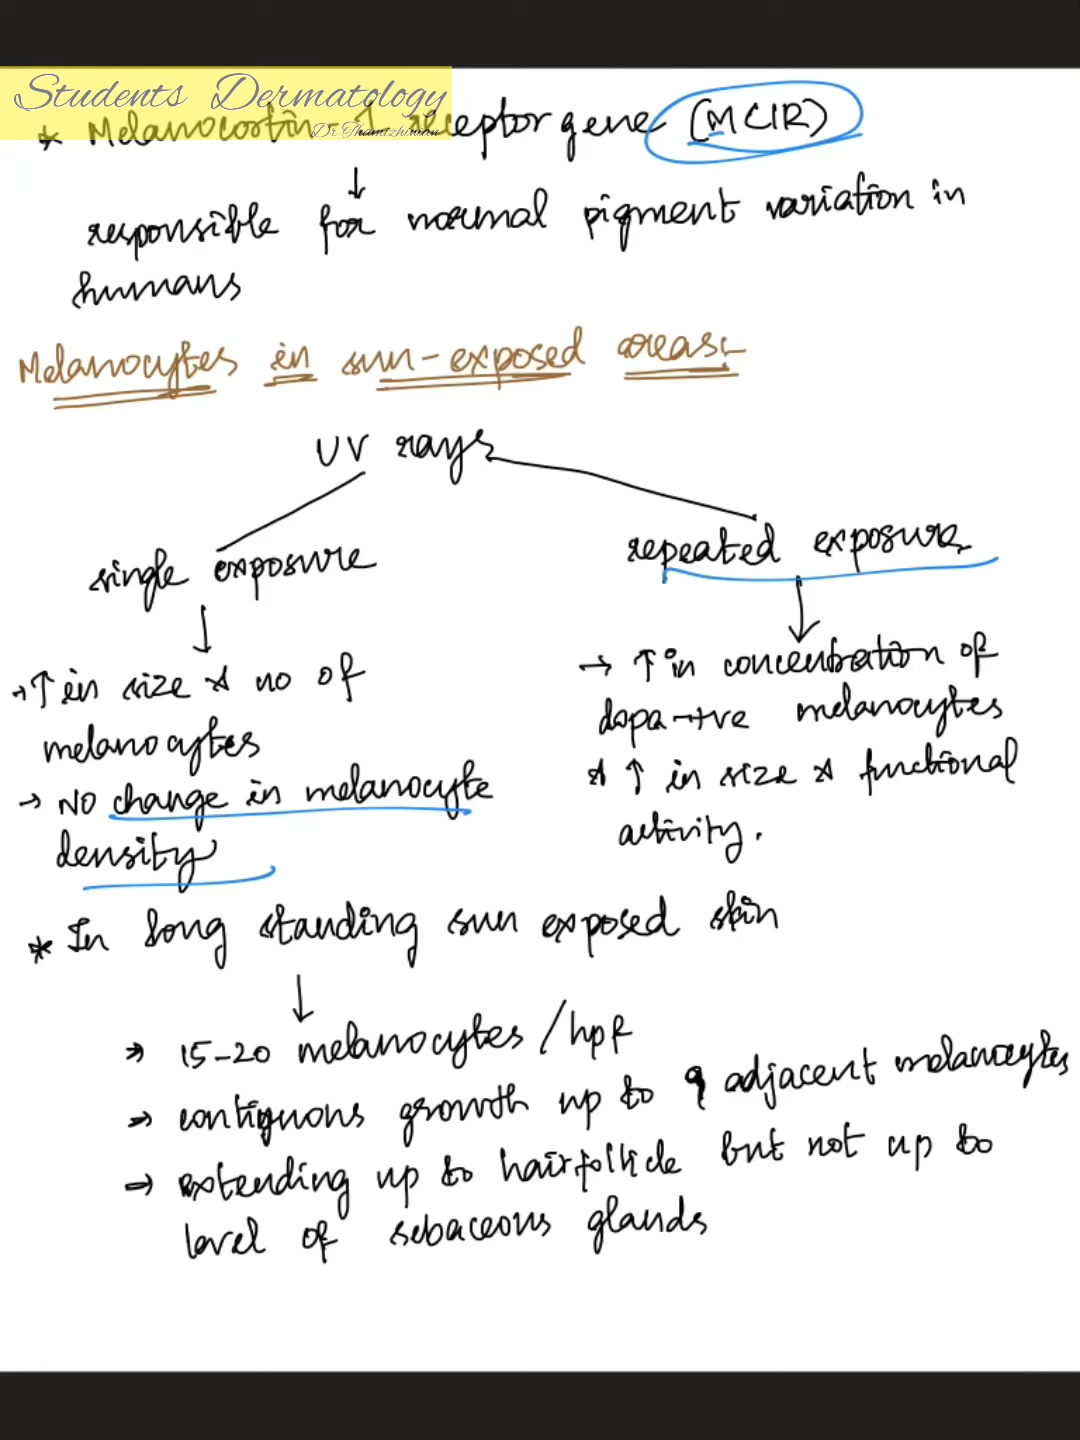 Students Dermatology
Dr Thamizhinian
* Melanocortin-1 receptor gene (MC1R)
↓
responsible for normal pigment variation in
humans
Melanocytes in sun-exposed areas:-
UV rays
single exposure
repeated exposure
↓
→ ↑ in size & no of
melanocytes
→ NO change in melanocyte
density
↓
→ ↑ in concentration of
dopa +ve melanocytes
& ↑ in size & functional
activity.
* In long standing sun exposed skin
↓
→ 15-20 melanocytes/hpf
→ contiguous growth up to 9 adjacent melanocytes
→ extending up to hairfollicle but not up to
level of sebaceous glands